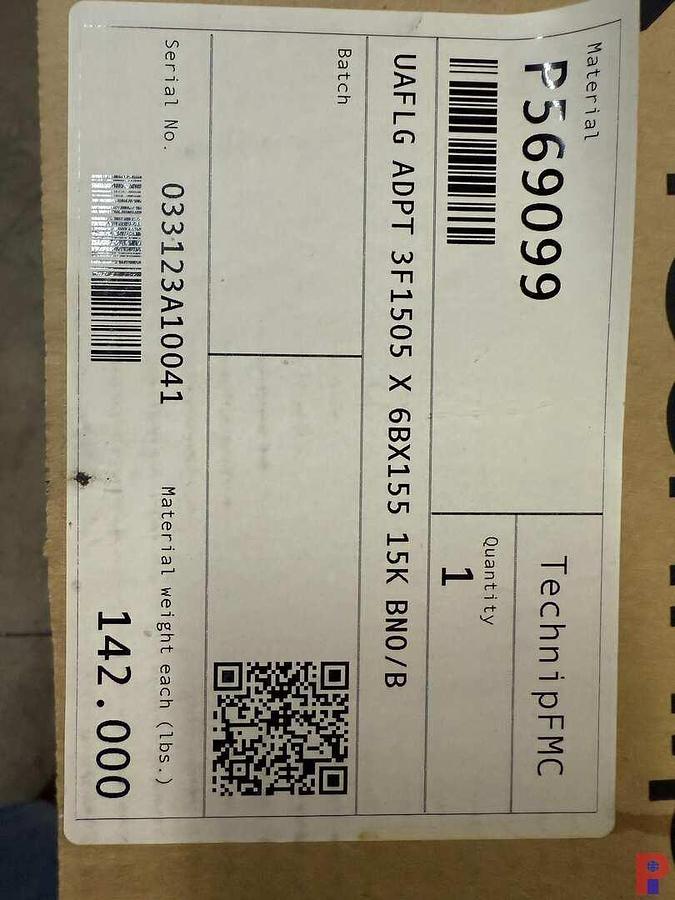 Material
P569099
TechnipFMC
Quantity
1
UAFLG ADPT 3F1505 X 6BX155 15K BNO/B
Batch
Serial No. 033123A10041
Material weight each (lbs.)
142.000